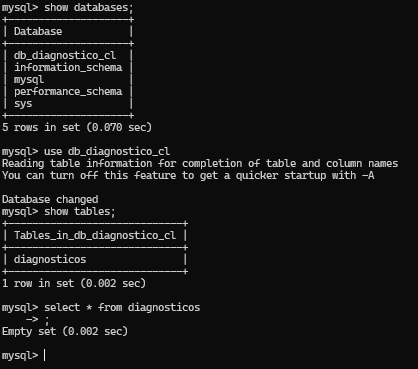 mysql> show databases;
+--------------------+
| Database           |
+--------------------+
| db_diagnostico_cl  |
| information_schema |
| mysql              |
| performance_schema |
| sys                |
+--------------------+
5 rows in set (0.070 sec)
mysql> use db_diagnostico_cl
Reading table information for completion of table and column names
You can turn off this feature to get a quicker startup with -A
Database changed
mysql> show tables;
+-----------------------------+
| Tables_in_db_diagnostico_cl |
+-----------------------------+
| diagnosticos                |
+-----------------------------+
1 row in set (0.002 sec)
mysql> select * from diagnosticos
    -> ;
Empty set (0.002 sec)
mysql>